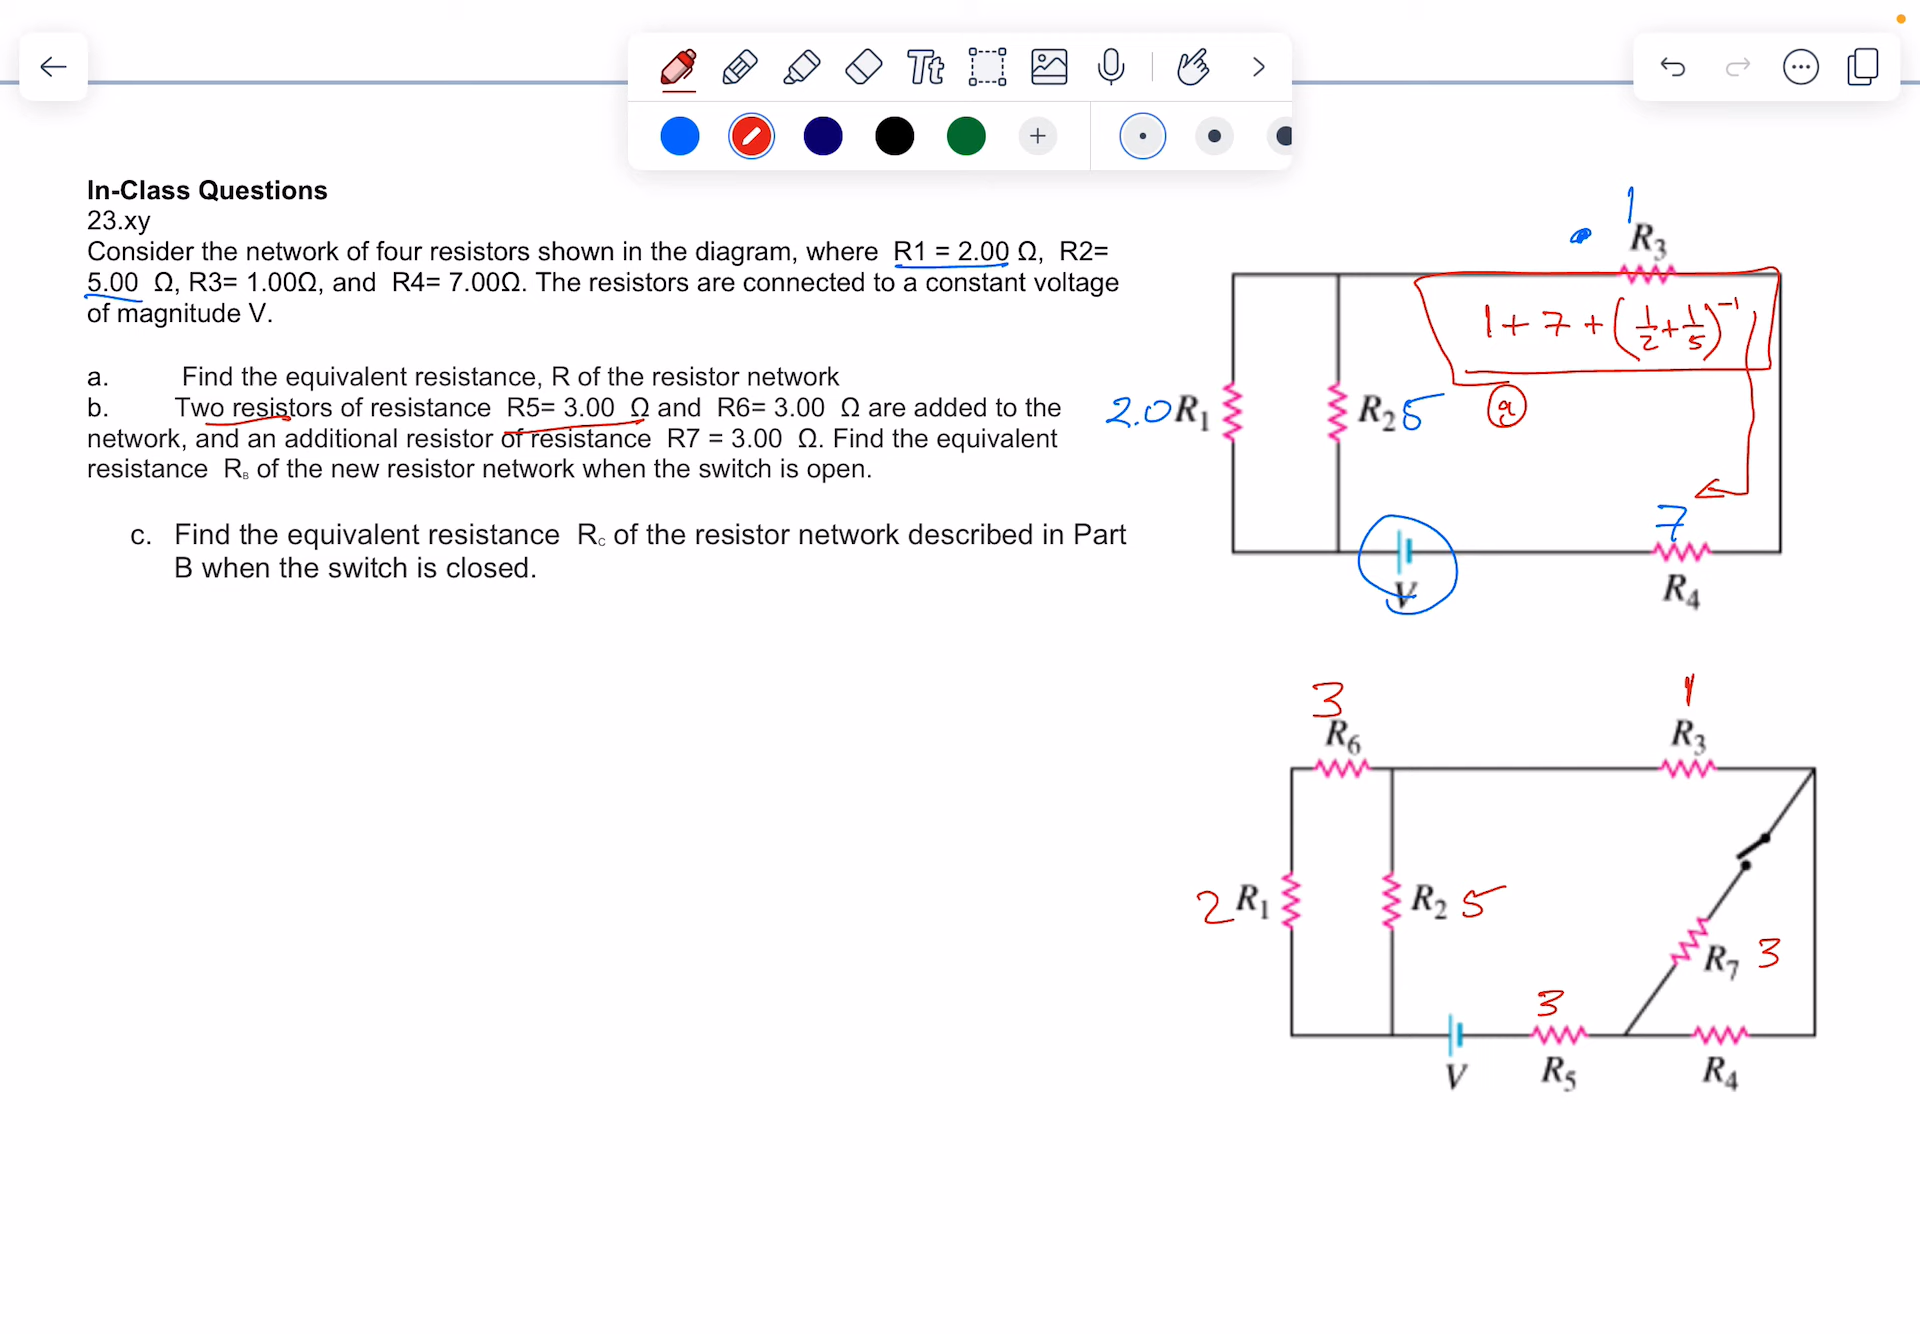 Tt
In-Class Questions
23.xy
Consider the network of four resistors shown in the diagram, where R1 = 2.00 Ω, R2=
5.00 Ω, R3= 1.00Ω, and R4= 7.00Ω. The resistors are connected to a constant voltage
of magnitude V.
a. Find the equivalent resistance, R of the resistor network
b. Two resistors of resistance R5= 3.00 Ω and R6= 3.00 Ω are added to the
network, and an additional resistor of resistance R7 = 3.00 Ω. Find the equivalent
resistance R_B of the new resistor network when the switch is open.
c. Find the equivalent resistance R_c of the resistor network described in Part
B when the switch is closed.
1
R3
1 + 7 + (1/2 + 1/5)^-1
2.0 R1
R2 5
a
7
V
R4
3
R6
1
R3
2 R1
R2 5
R7 3
3
V
R5
R4